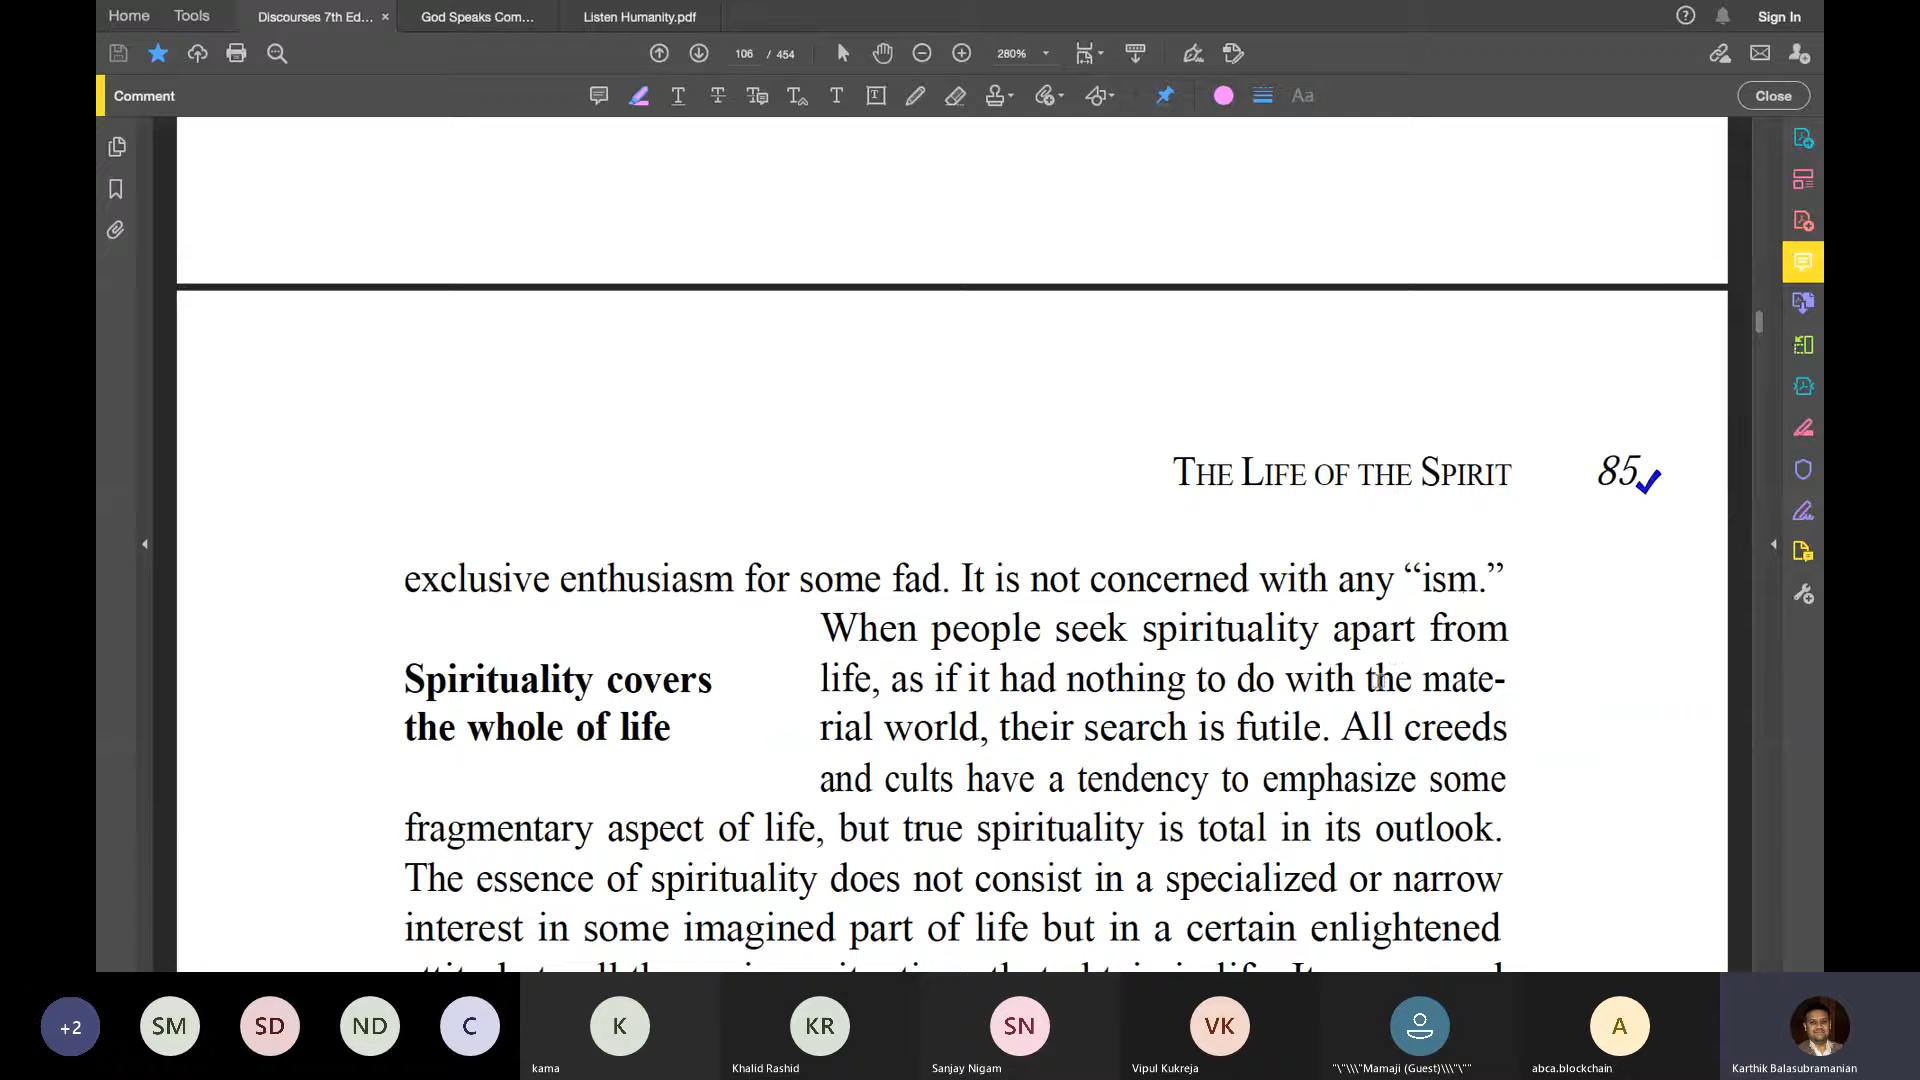 Home Tools Discourses 7th Ed... × God Speaks Com... Listen Humanity.pdf Sign In
106 / 454 280%
Comment Aa Close
THE LIFE OF THE SPIRIT 85
exclusive enthusiasm for some fad. It is not concerned with any “ism.”
When people seek spirituality apart from
Spirituality covers
the whole of life
life, as if it had nothing to do with the mate-
rial world, their search is futile. All creeds
and cults have a tendency to emphasize some
fragmentary aspect of life, but true spirituality is total in its outlook.
The essence of spirituality does not consist in a specialized or narrow
interest in some imagined part of life but in a certain enlightened
+2 SM SD ND C K KR SN VK A
kama Khalid Rashid Sanjay Nigam Vipul Kukreja "\"\\\"Mamaji (Guest)\\\"\"" abca.blockchain Karthik Balasubramanian